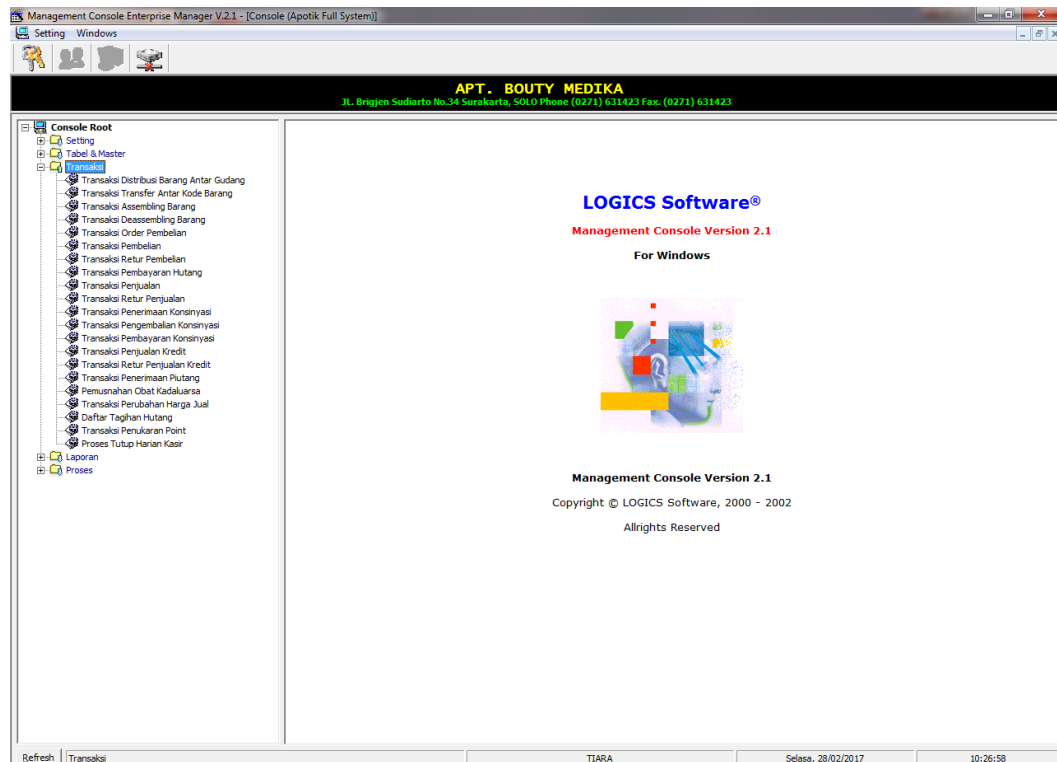 Management Console Enterprise Manager V.2.1 - [Console (Apotik Full System)]
Setting Windows
APT. BOUTY MEDIKA
JL. Brigjen Sudiarto No.34 Surakarta, SOLO Phone (0271) 631423 Fax. (0271) 631423
Console Root
Setting
Tabel & Master
Transaksi
Transaksi Distribusi Barang Antar Gudang
Transaksi Transfer Antar Kode Barang
Transaksi Assembling Barang
Transaksi Deassembling Barang
Transaksi Order Pembelian
Transaksi Pembelian
Transaksi Retur Pembelian
Transaksi Pembayaran Hutang
Transaksi Penjualan
Transaksi Retur Penjualan
Transaksi Penerimaan Konsinyasi
Transaksi Pengembalian Konsinyasi
Transaksi Pembayaran Konsinyasi
Transaksi Penjualan Kredit
Transaksi Retur Penjualan Kredit
Transaksi Penerimaan Piutang
Pemusnahan Obat Kadaluarsa
Transaksi Perubahan Harga Jual
Daftar Tagihan Hutang
Transaksi Penukaran Point
Proses Tutup Harian Kasir
Laporan
Proses
LOGICS Software®
Management Console Version 2.1
For Windows
Management Console Version 2.1
Copyright © LOGICS Software, 2000 - 2002
Allrights Reserved
Refresh Transaksi TIARA Selasa, 28/02/2017 10:26:58